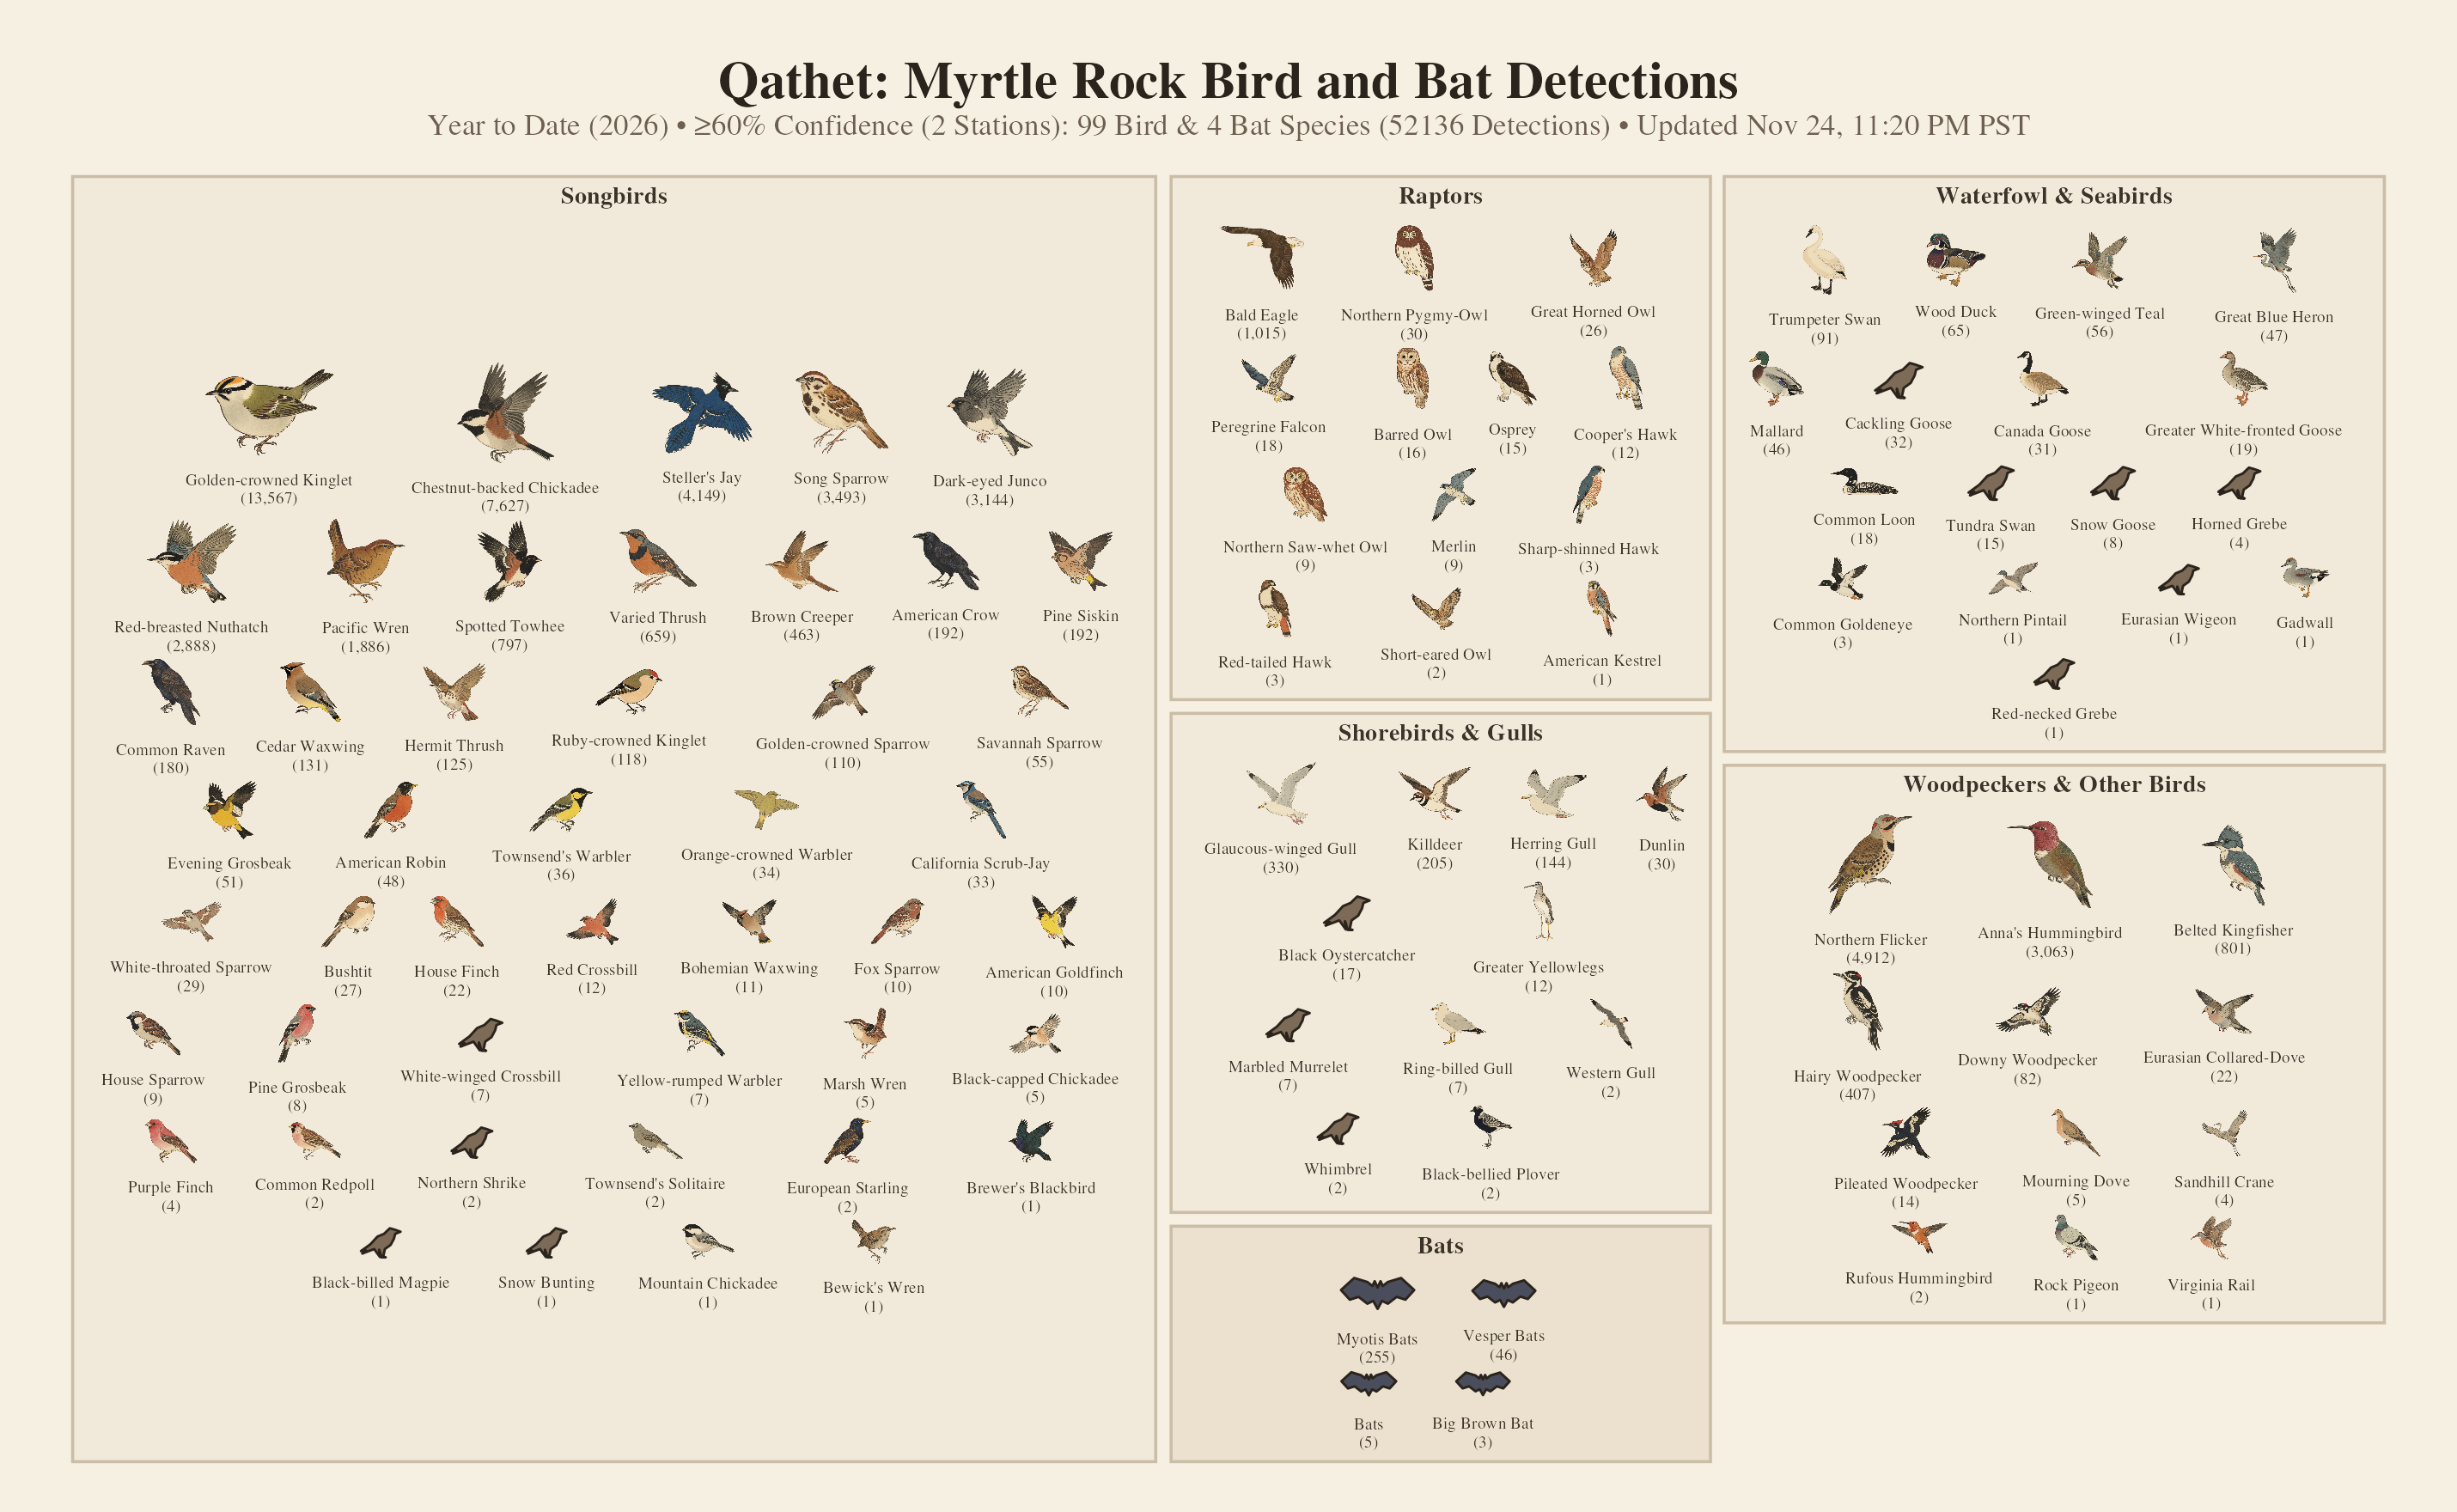 Qathet: Myrtle Rock Bird and Bat Detections
Year to Date (2026) • ≥60% Confidence (2 Stations): 99 Bird & 4 Bat Species (52136 Detections) • Updated Nov 24, 11:20 PM PST
Songbirds
Golden-crowned Kinglet
(13,567)
Chestnut-backed Chickadee
(7,627)
Steller's Jay
(4,149)
Song Sparrow
(3,493)
Dark-eyed Junco
(3,144)
Red-breasted Nuthatch
(2,888)
Pacific Wren
(1,886)
Spotted Towhee
(797)
Varied Thrush
(659)
Brown Creeper
(463)
American Crow
(192)
Pine Siskin
(192)
Common Raven
(180)
Cedar Waxwing
(131)
Hermit Thrush
(125)
Ruby-crowned Kinglet
(118)
Golden-crowned Sparrow
(110)
Savannah Sparrow
(55)
Evening Grosbeak
(51)
American Robin
(48)
Townsend's Warbler
(36)
Orange-crowned Warbler
(34)
California Scrub-Jay
(33)
White-throated Sparrow
(29)
Bushtit
(27)
House Finch
(22)
Red Crossbill
(12)
Bohemian Waxwing
(11)
Fox Sparrow
(10)
American Goldfinch
(10)
House Sparrow
(9)
Pine Grosbeak
(8)
White-winged Crossbill
(7)
Yellow-rumped Warbler
(7)
Marsh Wren
(5)
Black-capped Chickadee
(5)
Purple Finch
(4)
Common Redpoll
(2)
Northern Shrike
(2)
Townsend's Solitaire
(2)
European Starling
(2)
Brewer's Blackbird
(1)
Black-billed Magpie
(1)
Snow Bunting
(1)
Mountain Chickadee
(1)
Bewick's Wren
(1)
Raptors
Bald Eagle
(1,015)
Northern Pygmy-Owl
(30)
Great Horned Owl
(26)
Peregrine Falcon
(18)
Barred Owl
(16)
Osprey
(15)
Cooper's Hawk
(12)
Northern Saw-whet Owl
(9)
Merlin
(9)
Sharp-shinned Hawk
(3)
Red-tailed Hawk
(3)
Short-eared Owl
(2)
American Kestrel
(1)
Shorebirds & Gulls
Glaucous-winged Gull
(330)
Killdeer
(205)
Herring Gull
(144)
Dunlin
(30)
Black Oystercatcher
(17)
Greater Yellowlegs
(12)
Marbled Murrelet
(7)
Ring-billed Gull
(7)
Western Gull
(2)
Whimbrel
(2)
Black-bellied Plover
(2)
Bats
Myotis Bats
(255)
Vesper Bats
(46)
Bats
(5)
Big Brown Bat
(3)
Waterfowl & Seabirds
Trumpeter Swan
(91)
Wood Duck
(65)
Green-winged Teal
(56)
Great Blue Heron
(47)
Mallard
(46)
Cackling Goose
(32)
Canada Goose
(31)
Greater White-fronted Goose
(19)
Common Loon
(18)
Tundra Swan
(15)
Snow Goose
(8)
Horned Grebe
(4)
Common Goldeneye
(3)
Northern Pintail
(1)
Eurasian Wigeon
(1)
Gadwall
(1)
Red-necked Grebe
(1)
Woodpeckers & Other Birds
Northern Flicker
(4,912)
Anna's Hummingbird
(3,063)
Belted Kingfisher
(801)
Hairy Woodpecker
(407)
Downy Woodpecker
(82)
Eurasian Collared-Dove
(22)
Pileated Woodpecker
(14)
Mourning Dove
(5)
Sandhill Crane
(4)
Rufous Hummingbird
(2)
Rock Pigeon
(1)
Virginia Rail
(1)